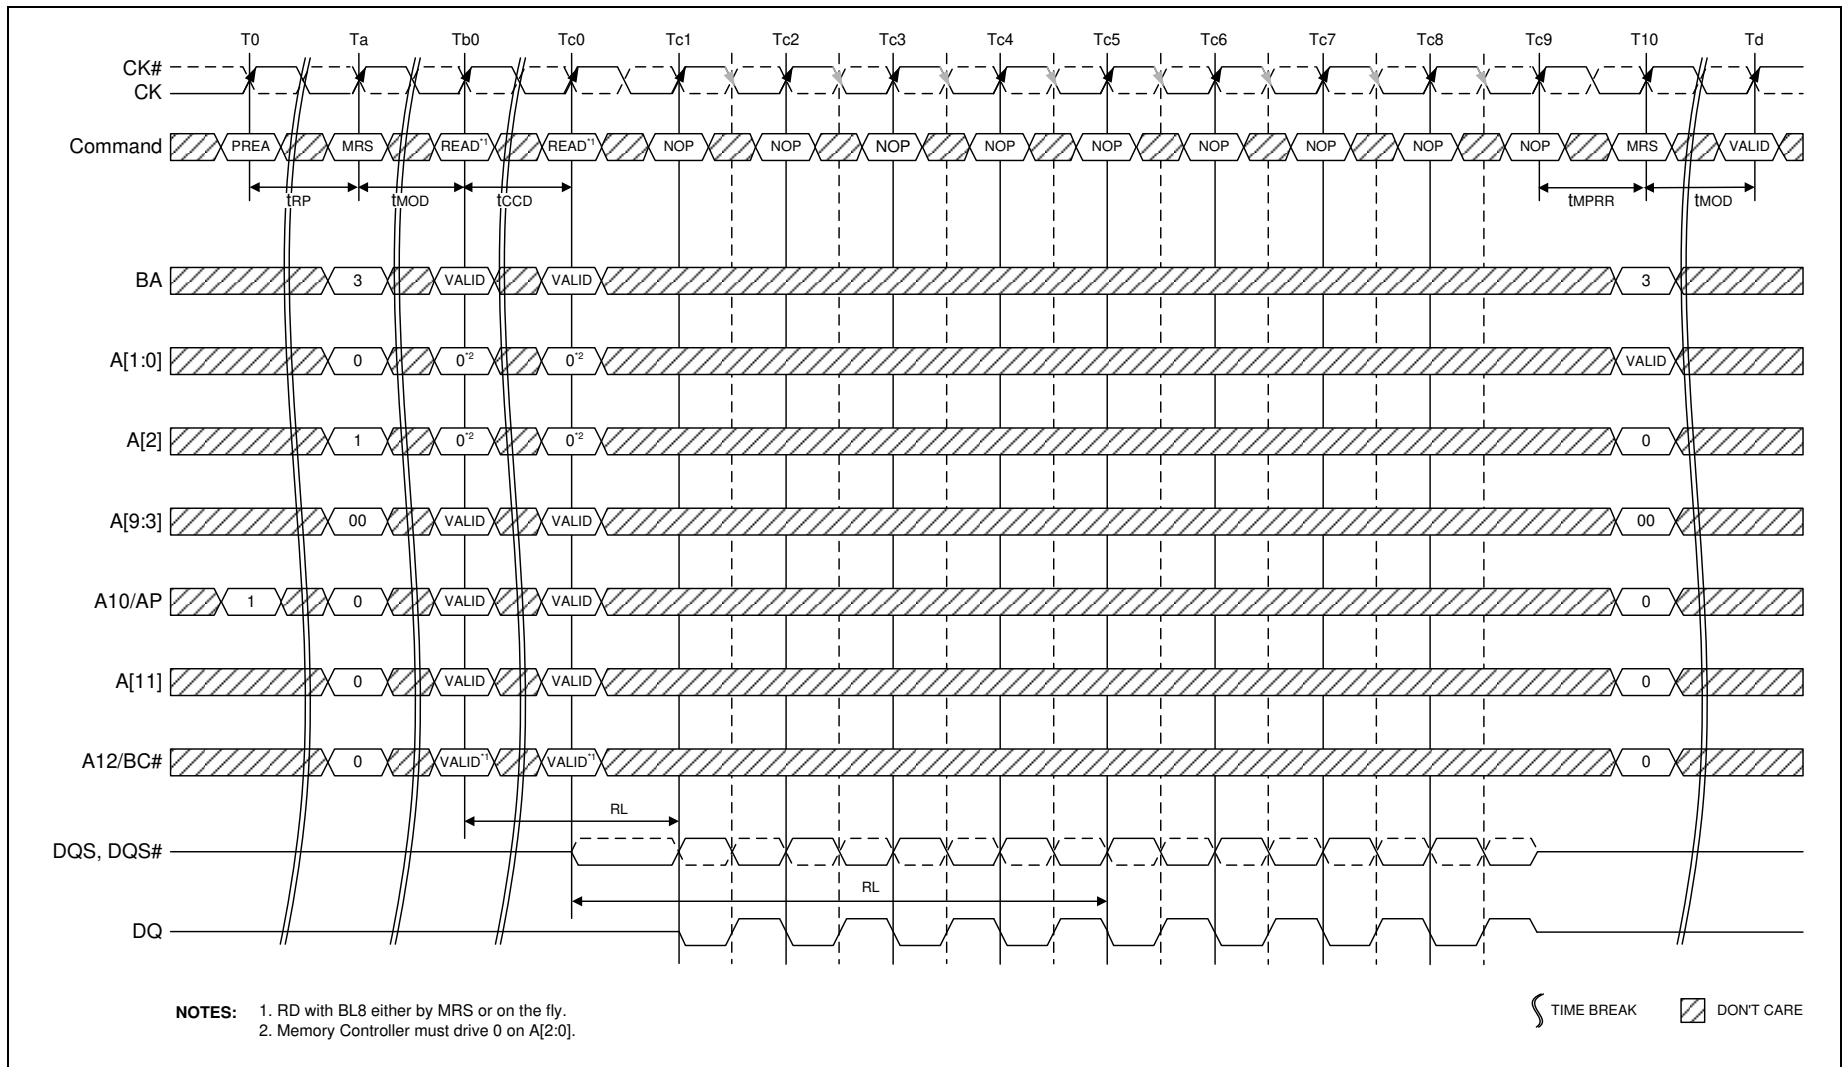 T0 Ta Tb0 Tc0 Tc1 Tc2 Tc3 Tc4 Tc5 Tc6 Tc7 Tc8 Tc9 T10 Td
CK#
CK
Command PREA MRS READ*1 READ*1 NOP NOP NOP NOP NOP NOP NOP NOP NOP MRS VALID
tRP tMOD tCCD tMPRR tMOD
BA 3 VALID VALID 3
A[1:0] 0 0*2 0*2 VALID
A[2] 1 0*2 0*2 0
A[9:3] 00 VALID VALID 00
A10/AP 1 0 VALID VALID 0
A[11] 0 VALID VALID 0
A12/BC# 0 VALID*1 VALID*1 0
RL
DQS, DQS#
RL
DQ
NOTES: 1. RD with BL8 either by MRS or on the fly.
2. Memory Controller must drive 0 on A[2:0].
TIME BREAK DON'T CARE